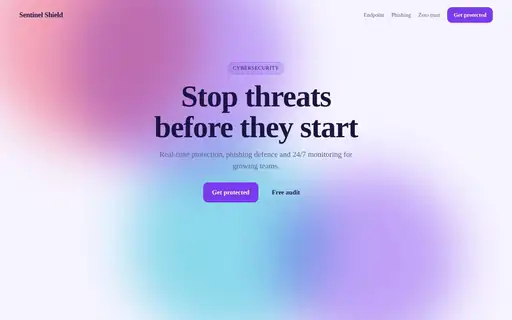 Sentinel Shield
Endpoint Phishing Zero trust Get protected
CYBERSECURITY
Stop threats
before they start
Real-time protection, phishing defence and 24/7 monitoring for
growing teams.
Get protected Free audit